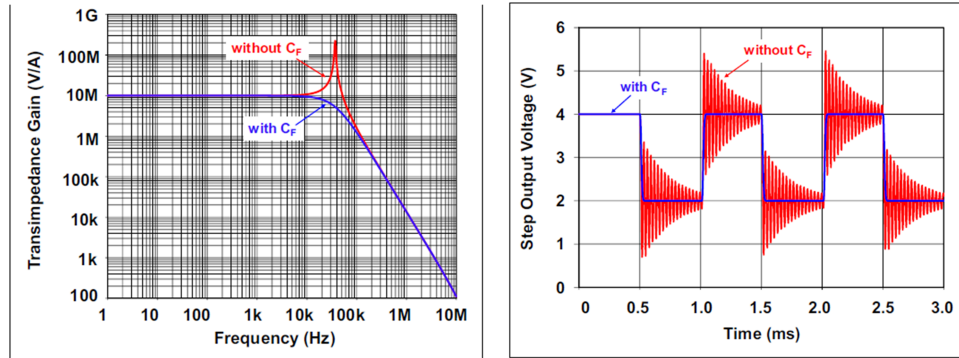 1G
100M
10M
1M
100k
10k
1k
100
Transimpedance Gain (V/A)
without CF
with CF
1 10 100 1k 10k 100k 1M 10M
Frequency (Hz)
6
5
4
3
2
1
0
Step Output Voltage (V)
without CF
with CF
0 0.5 1.0 1.5 2.0 2.5 3.0
Time (ms)